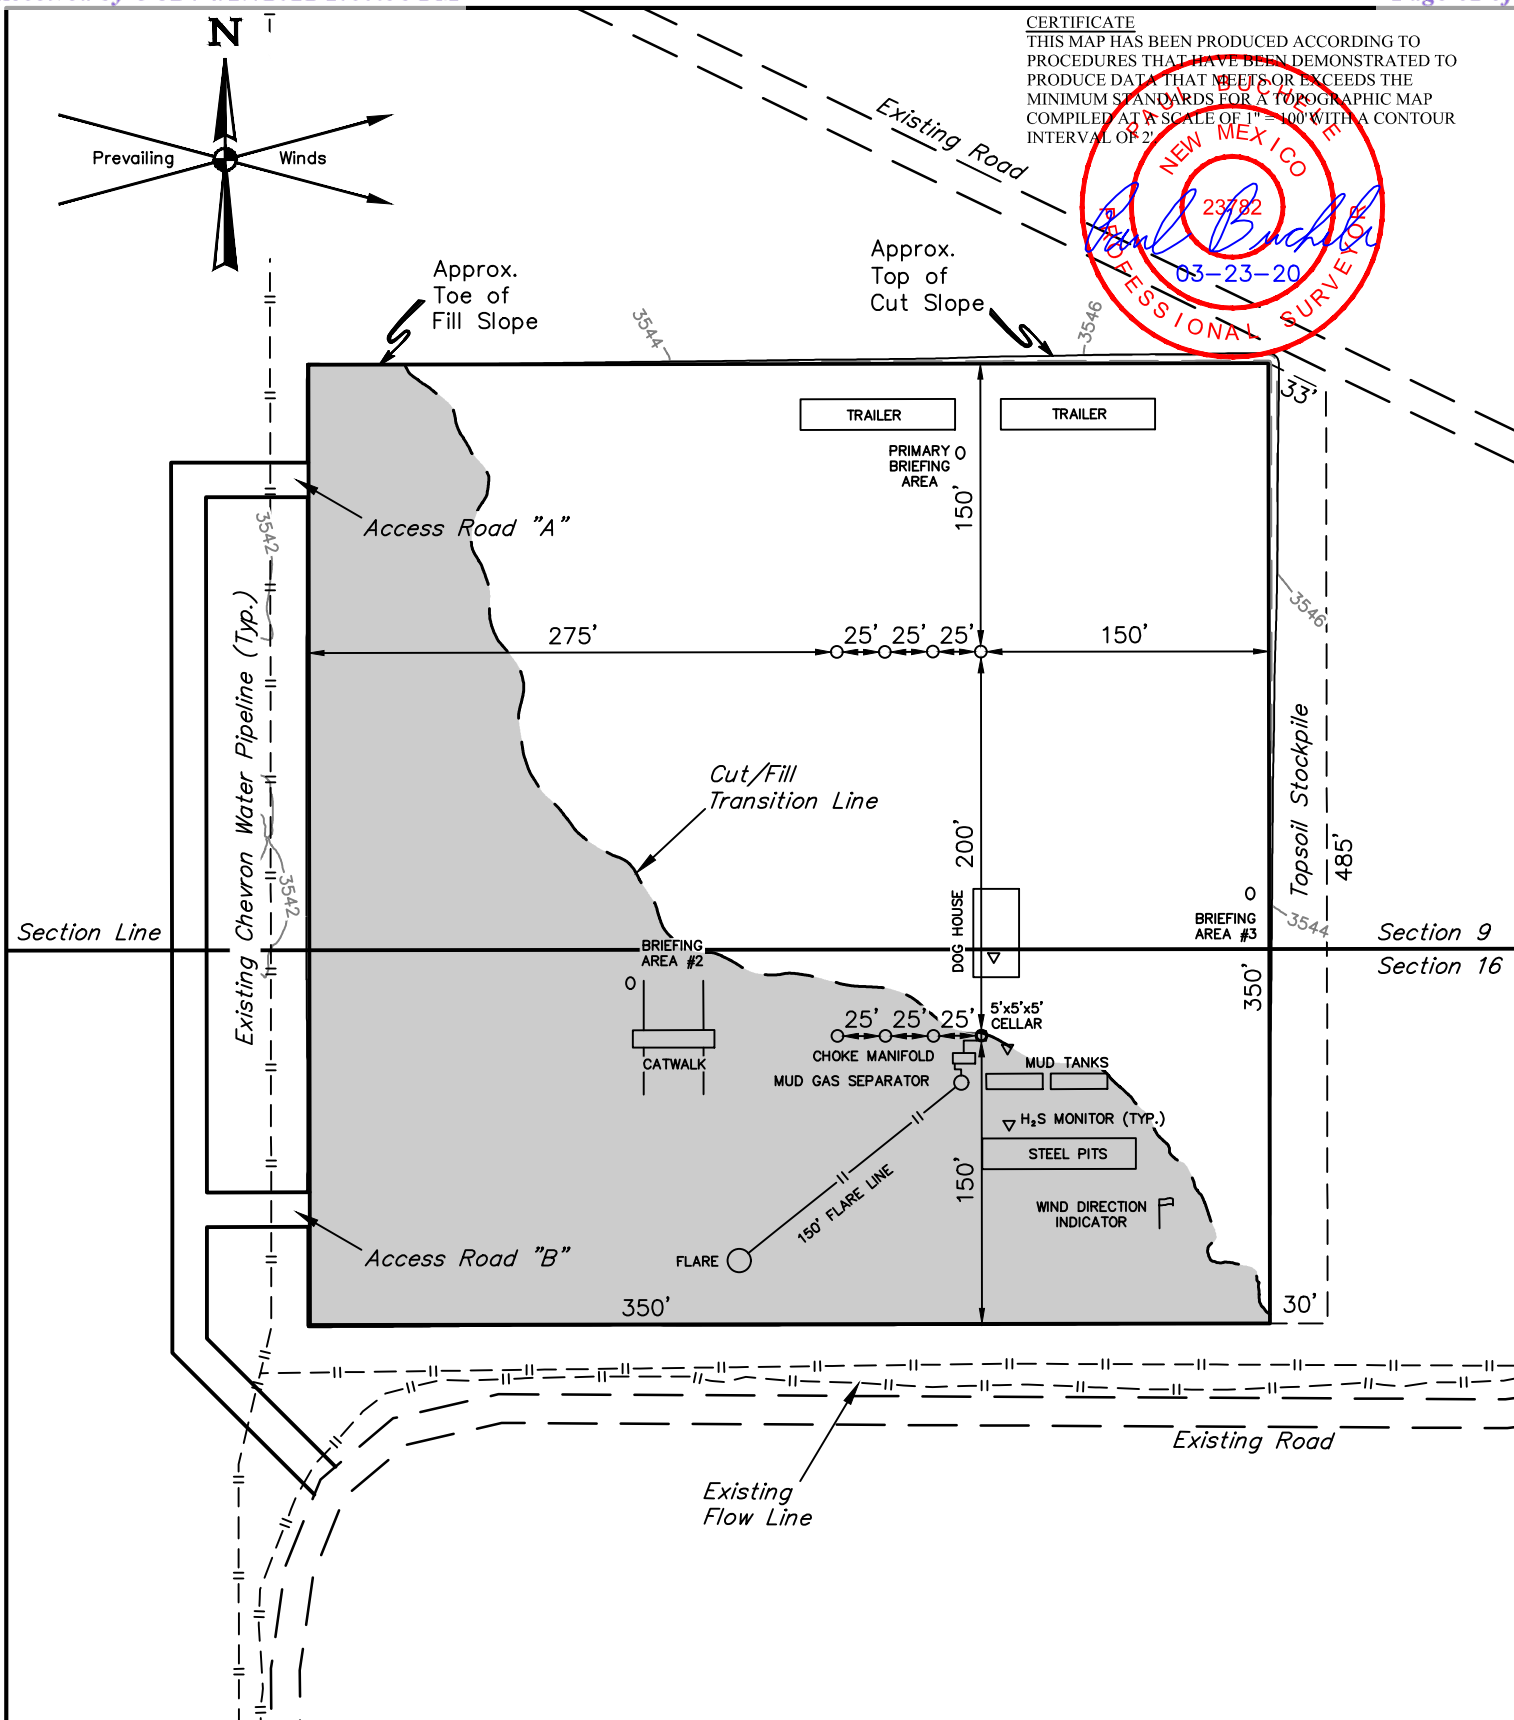 CERTIFICATE
THIS MAP HAS BEEN PRODUCED ACCORDING TO
PROCEDURES THAT HAVE BEEN DEMONSTRATED TO
PRODUCE DATA THAT MEETS OR EXCEEDS THE
MINIMUM STANDARDS FOR A TOPOGRAPHIC MAP
COMPILED AT A SCALE OF 1" = 100' WITH A CONTOUR
INTERVAL OF 2'.
PAUL BUCHELE
NEW MEXICO
23782
Paul Buchele
03-23-20
PROFESSIONAL SURVEYOR
N
Prevailing
Winds
Existing Road
Approx.
Toe of
Fill Slope
Approx.
Top of
Cut Slope
3544
3546
33'
TRAILER
TRAILER
PRIMARY
BRIEFING
AREA
150'
Access Road "A"
3542
Existing Chevron Water Pipeline (Typ.)
3546
275'
25'
25'
25'
150'
Cut/Fill
Transition Line
200'
Topsoil Stockpile
485'
3542
DOG HOUSE
BRIEFING
AREA #3
3544
Section Line
Section 9
Section 16
BRIEFING
AREA #2
350'
25'
25'
25'
5'x5'x5'
CELLAR
CATWALK
CHOKE MANIFOLD
MUD GAS SEPARATOR
MUD TANKS
H₂S MONITOR (TYP.)
STEEL PITS
150'
150' FLARE LINE
WIND DIRECTION
INDICATOR
FLARE
Access Road "B"
350'
30'
Existing Road
Existing
Flow Line